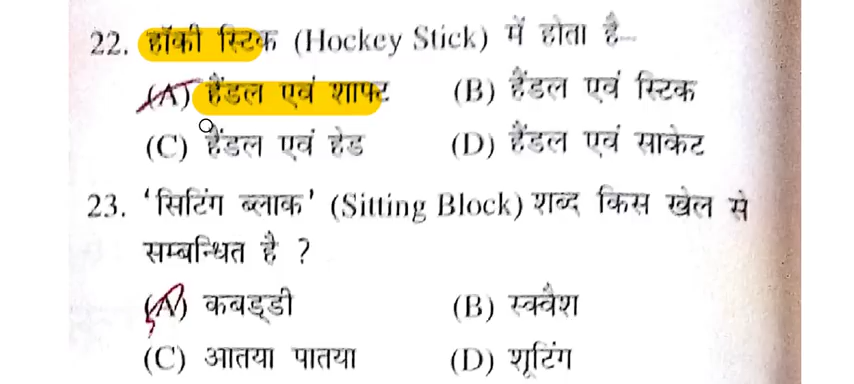 22. हॉकी स्टिक (Hockey Stick) में होता है–
(A) हैंडल एवं शाफ्ट (B) हैंडल एवं स्टिक
(C) हैंडल एवं हेड (D) हैंडल एवं साकेट
23. ‘सिटिंग ब्लाक’ (Sitting Block) शब्द किस खेल से
सम्बन्धित है ?
(A) कबड्डी (B) स्क्वैश
(C) आतया पातया (D) शूटिंग